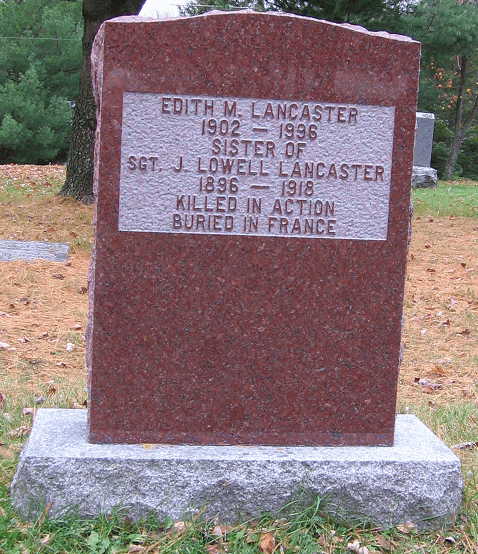 EDITH M. LANCASTER
1902 — 1996
SISTER OF
SGT. J. LOWELL LANCASTER
1896 — 1918
KILLED IN ACTION
BURIED IN FRANCE